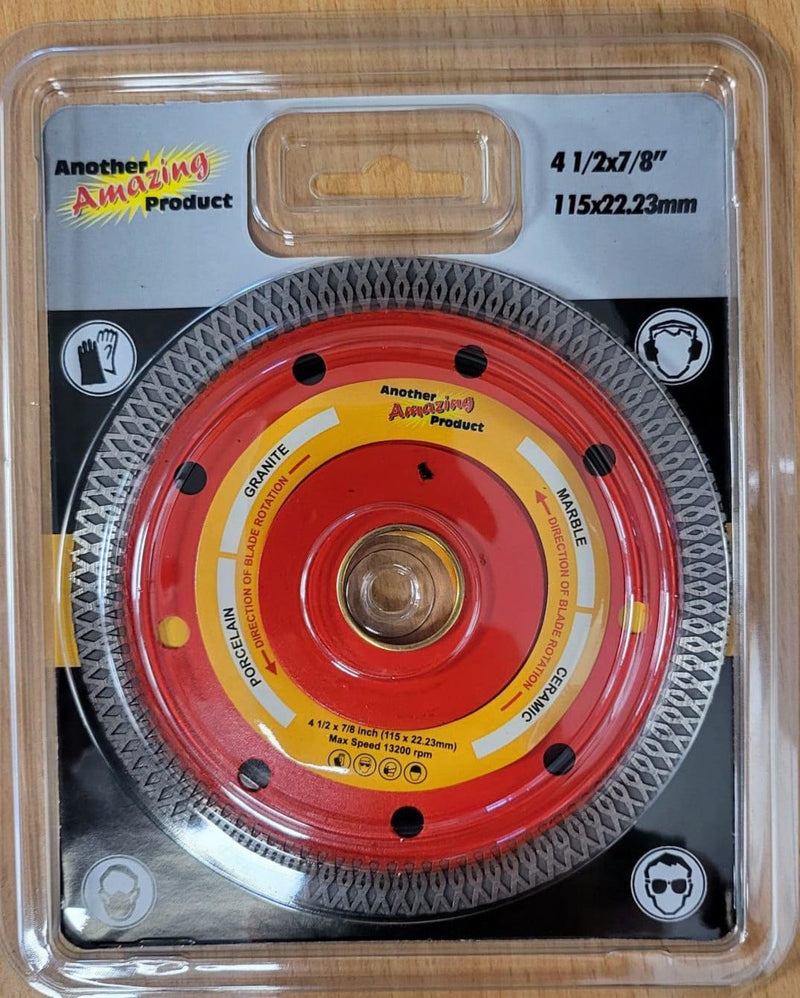 Another
Amazing
Product
4 1/2x7/8"
115x22.23mm
Another
Amazing
Product
GRANITE
MARBLE
DIRECTION OF BLADE ROTATION
DIRECTION OF BLADE ROTATION
PORCELAIN
CERAMIC
4 1/2 x 7/8 inch (115 x 22.23mm)
Max Speed 13200 rpm